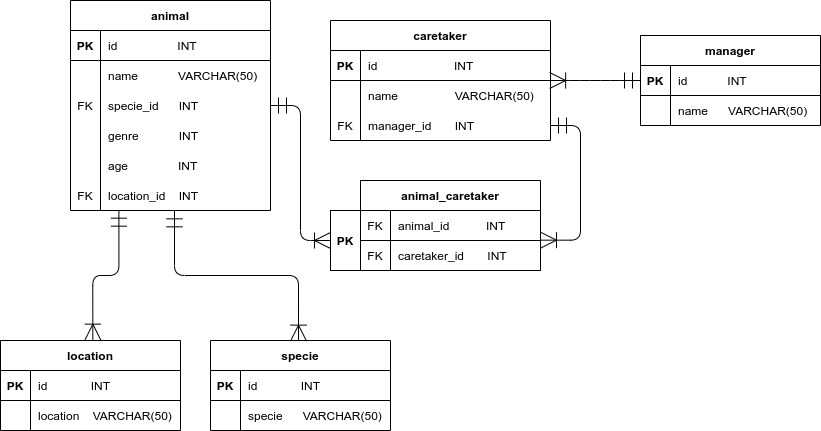 animal
PK id INT
name VARCHAR(50)
FK specie_id INT
genre INT
age INT
FK location_id INT
caretaker
PK id INT
name VARCHAR(50)
FK manager_id INT
manager
PK id INT
name VARCHAR(50)
animal_caretaker
PK
FK animal_id INT
FK caretaker_id INT
location
PK id INT
location VARCHAR(50)
specie
PK id INT
specie VARCHAR(50)